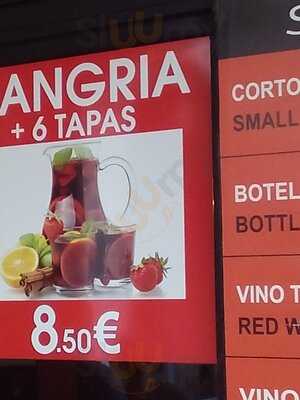 ANGRIA
+ 6 TAPAS
8.50€
S
CORTO
SMALL
BOTEL
BOTTL
VINO T
RED W
VINO